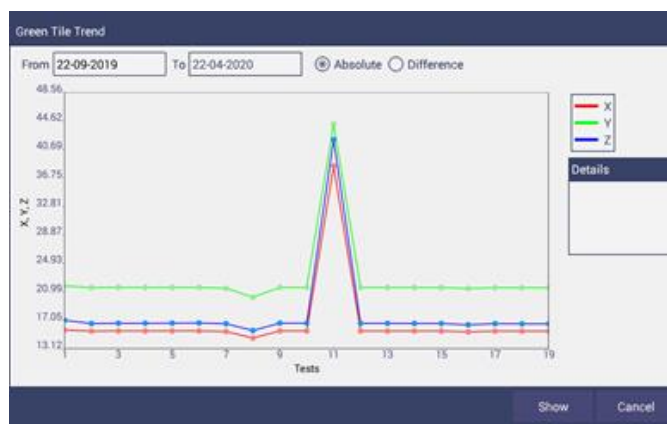 Green Tile Trend
From 22-09-2019 To 22-04-2020 Absolute Difference
48.56
44.62
40.69
36.75
32.81
28.87
24.93
20.99
17.05
13.12
X, Y, Z
1 3 5 7 9 11 13 15 17 19
Tests
X
Y
Z
Details
Show Cancel